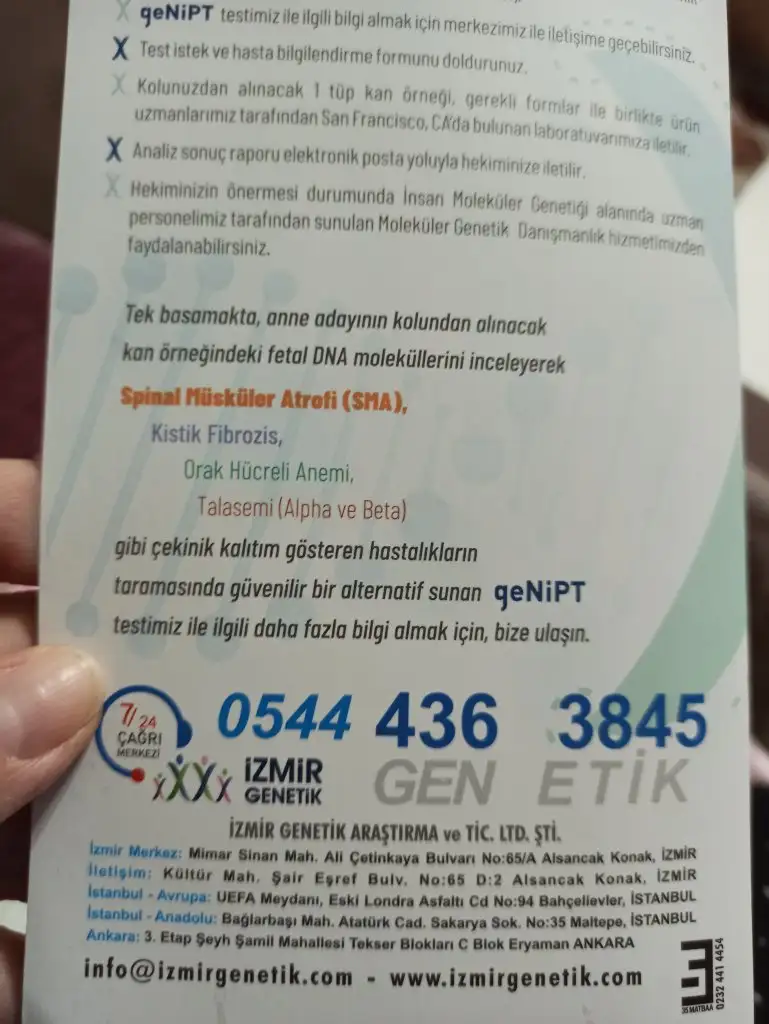 qeNiPT testimiz ile ilgili bilgi almak için merkezimiz ile iletişime geçebilirsiniz.
Test istek ve hasta bilgilendirme formunu doldurunuz.
Kolunuzdan alınacak 1 tüp kan örneği, gerekli formlar ile birlikte ürün
uzmanlarımız tarafından San Francisco, CA'da bulunan laboratuvarımıza iletilir.
Analiz sonuç raporu elektronik posta yoluyla hekiminize iletilir.
Hekiminizin önermesi durumunda İnsan Moleküler Genetiği alanında uzman
personelimiz tarafından sunulan Moleküler Genetik Danışmanlık hizmetimizden
faydalanabilirsiniz.
Tek basamakta, anne adayının kolundan alınacak
kan örneğindeki fetal DNA moleküllerini inceleyerek
Spinal Müsküler Atrofi (SMA),
Kistik Fibrozis,
Orak Hücreli Anemi,
Talasemi (Alpha ve Beta)
gibi çekinik kalıtım gösteren hastalıkların
taramasında güvenilir bir alternatif sunan qeNiPT
testimiz ile ilgili daha fazla bilgi almak için, bize ulaşın.
7/24
ÇAĞRI
MERKEZİ
0544 436 3845
İZMİR
GENETİK
GEN ETİK
İZMİR GENETİK ARAŞTIRMA ve TİC. LTD. ŞTİ.
İzmir Merkez: Mimar Sinan Mah. Ali Çetinkaya Bulvarı No:65/A Alsancak Konak, İZMİR
İletişim: Kültür Mah. Şair Eşref Bulv. No:65 D:2 Alsancak Konak, İZMİR
İstanbul - Avrupa: UEFA Meydanı, Eski Londra Asfaltı Cd No:94 Bahçelievler, İSTANBUL
İstanbul - Anadolu: Bağlarbaşı Mah. Atatürk Cad. Sakarya Sok. No:35 Maltepe, İSTANBUL
Ankara: 3. Etap Şeyh Şamil Mahallesi Tekser Blokları C Blok Eryaman ANKARA
info@izmirgenetik.com - www.izmirgenetik.com
35 MATBAA
0232 441 4454